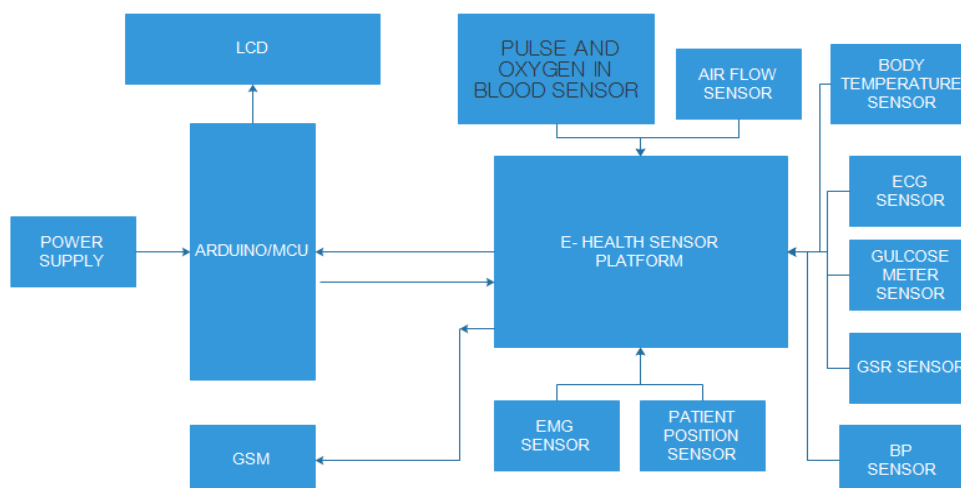 LCD
PULSE AND
OXYGEN IN
BLOOD SENSOR
AIR FLOW
SENSOR
BODY
TEMPERATURE
SENSOR
ECG
SENSOR
POWER
SUPPLY
ARDUINO/MCU
E- HEALTH SENSOR
PLATFORM
GULCOSE
METER
SENSOR
GSR SENSOR
EMG
SENSOR
PATIENT
POSITION
SENSOR
GSM
BP
SENSOR